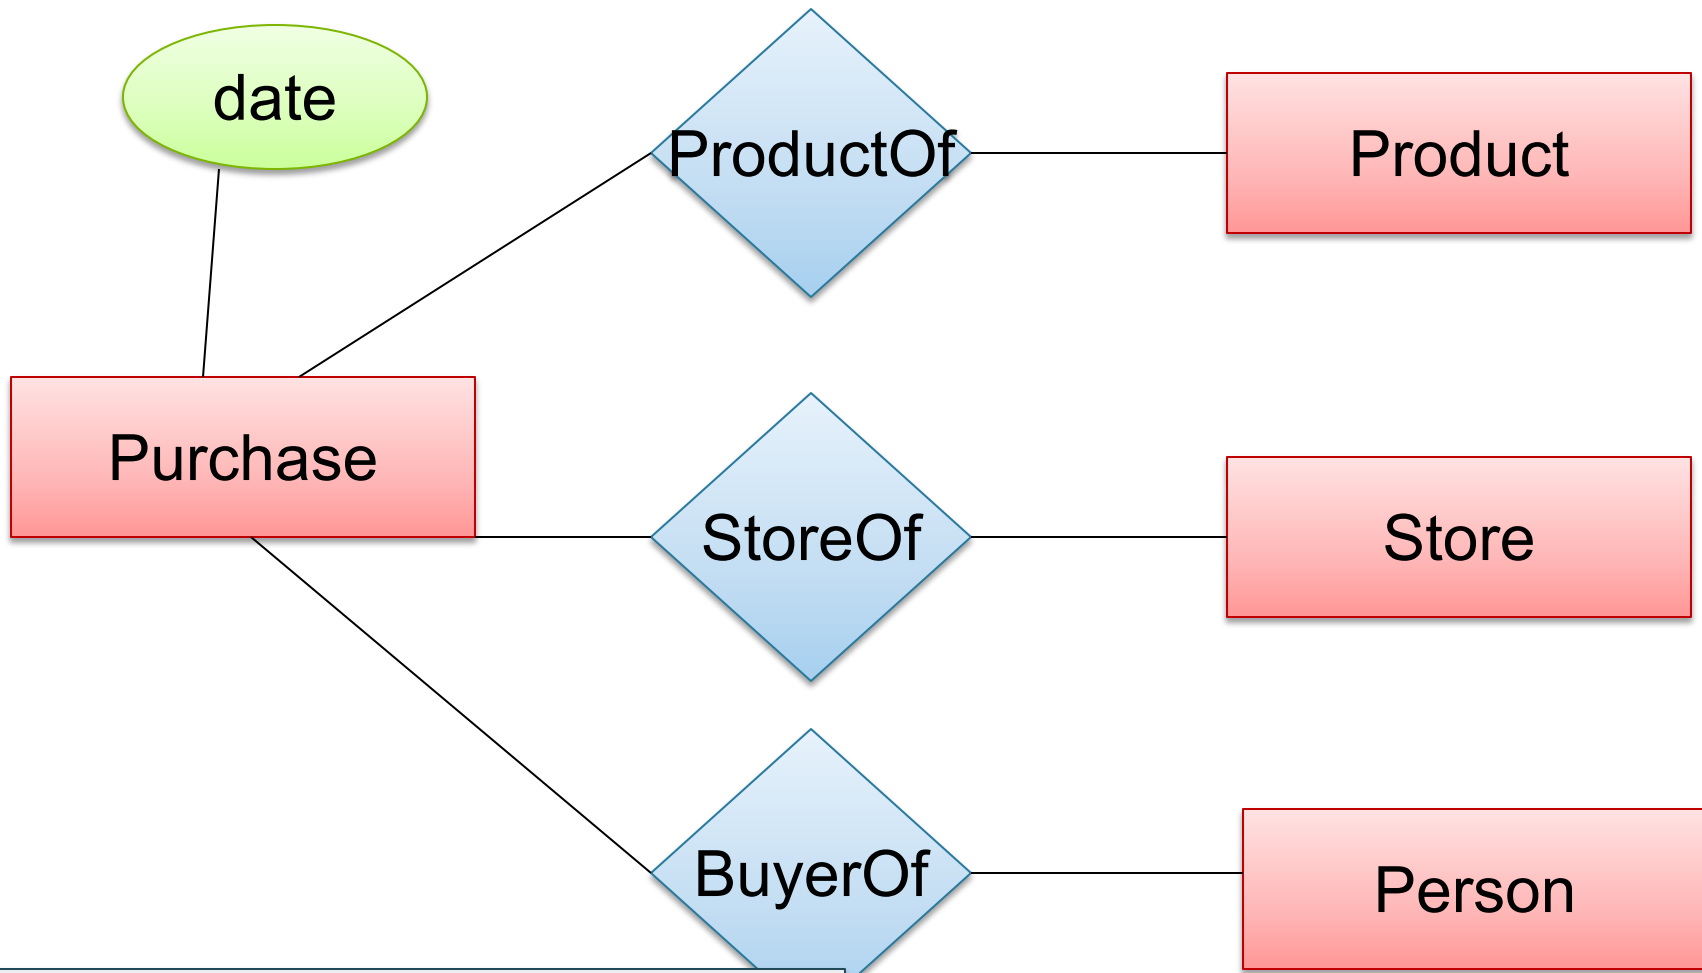 date
ProductOf
Product
Purchase
StoreOf
Store
BuyerOf
Person